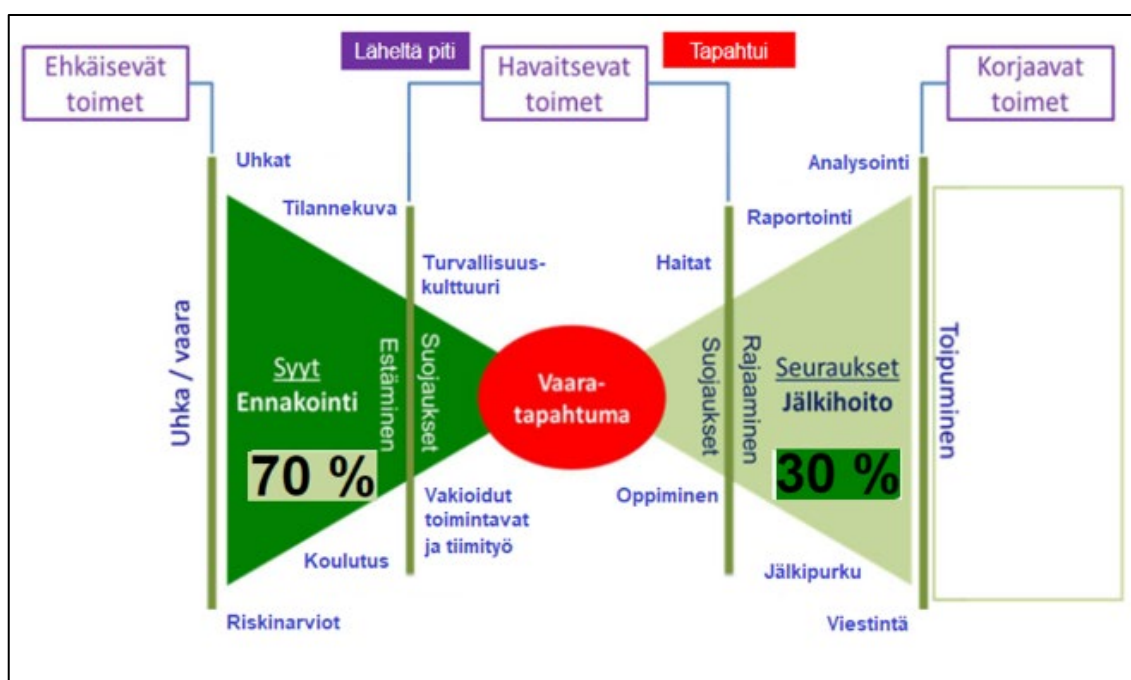 Ehkäisevät
toimet
Läheltä piti
Havaitsevat
toimet
Tapahtui
Korjaavat
toimet
Uhkat
Analysointi
Tilannekuva
Raportointi
Turvallisuus-
kulttuuri
Haitat
Uhka / vaara
Syyt
Ennakointi
70 %
Estäminen
Suojaukset
Vaara-
tapahtuma
Suojaukset
Rajaaminen
Seuraukset
Jälkihoito
30 %
Toipuminen
Vakioidut
toimintavat
ja tiimityö
Oppiminen
Koulutus
Jälkipurku
Riskinarviot
Viestintä